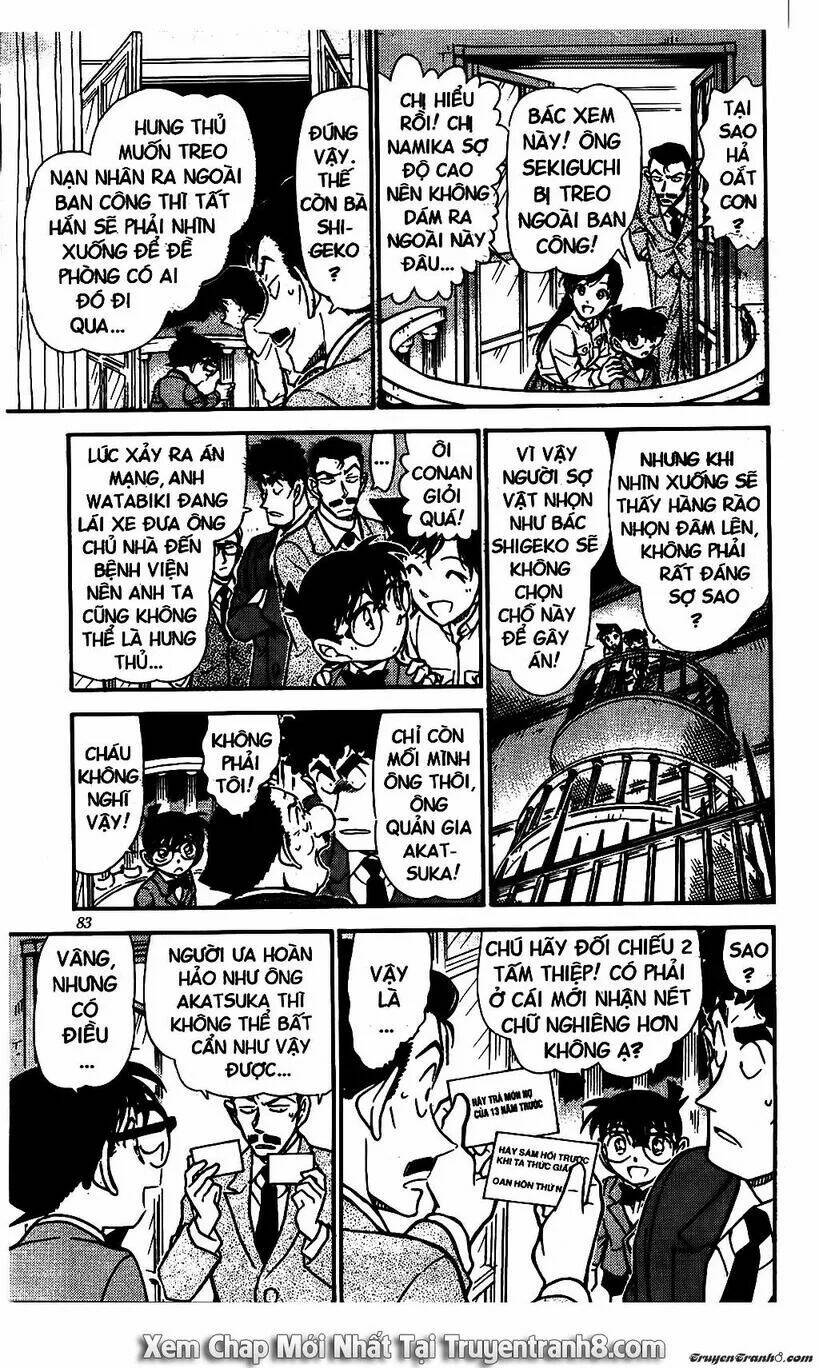 TẠI
SAO
HẢ
OẮT
CON
?
BÁC XEM
NÀY! ÔNG
SEKIGUCHI
BỊ TREO
NGOÀI BAN
CÔNG!
CHỊ HIỂU
RỒI! CHỊ
NAMIKA SỢ
ĐỘ CAO
NÊN KHÔNG
DÁM RA
NGOÀI NÀY
ĐÂU...
ĐÚNG
VẬY.
THẾ
CÒN BÀ
SHI-
GEKO
?
HUNG THỦ
MUỐN TREO
NẠN NHÂN RA NGOÀI
BAN CÔNG THÌ TẤT
HẮN SẼ PHẢI NHÌN
XUỐNG ĐỂ ĐỀ
PHÒNG CÓ AI
ĐÓ ĐI
QUA...
NHƯNG KHI
NHÌN XUỐNG SẼ
THẤY HÀNG RÀO
NHỌN ĐÂM LÊN,
KHÔNG PHẢI
RẤT ĐÁNG
SỢ SAO
?
VÌ VẬY
NGƯỜI SỢ
VẬT NHỌN
NHƯ BÁC
SHIGEKO SẼ
KHÔNG
CHỌN
CHỖ NÀY
ĐỂ GÂY
ÁN!
ÔI
CONAN
GIỎI
QUÁ!
...
LÚC XẢY RA ÁN
MẠNG, ANH
WATABIKI ĐANG
LÁI XE ĐƯA ÔNG
CHỦ NHÀ ĐẾN
BỆNH VIỆN
NÊN ANH TA
CŨNG KHÔNG
THỂ LÀ HUNG
THỦ...
CHỈ CÒN
MỖI MÌNH
ÔNG THÔI,
ÔNG
QUẢN GIA
AKAT-
SUKA!
KHÔNG
PHẢI
TÔI!
CHÁU
KHÔNG
NGHĨ
VẬY!
83
SAO
?
CHÚ HÃY ĐỐI CHIẾU 2
TẤM THIỆP! CÓ PHẢI
Ở CÁI MỚI NHẬN NÉT
CHỮ NGHIÊNG HƠN
KHÔNG Ạ?
HÃY TRẢ MÓN NỢ
CỦA 13 NĂM TRƯỚC
HÃY SÁM HỐI TRƯỚC
KHI TA THỨC GIẤ
OAN HỒN THỨ N
VẬY
LÀ
...
NGƯỜI ƯA HOÀN
HẢO NHƯ ÔNG
AKATSUKA THÌ
KHÔNG THỂ BẤT
CẨN NHƯ VẬY
ĐƯỢC...
VÂNG,
NHƯNG
CÓ
ĐIỀU
...
Xem Chap Mới Nhất Tại Truyentranh8.com
TruyenTranh8.com